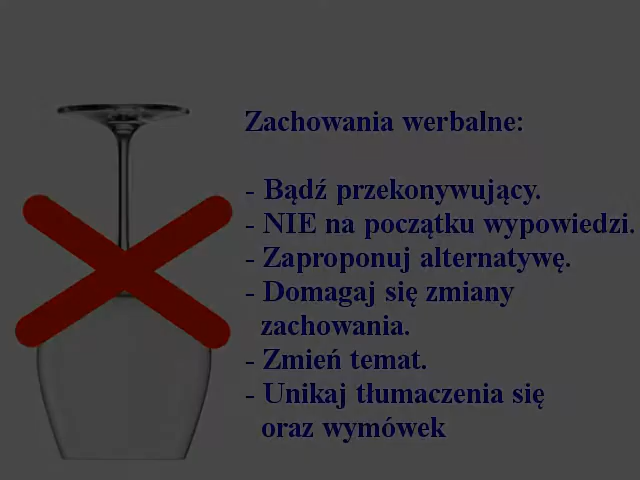 Zachowania werbalne:
- Bądź przekonywujący.
- NIE na początku wypowiedzi.
- Zaproponuj alternatywę.
- Domagaj się zmiany
zachowania.
- Zmień temat.
- Unikaj tłumaczenia się
oraz wymówek